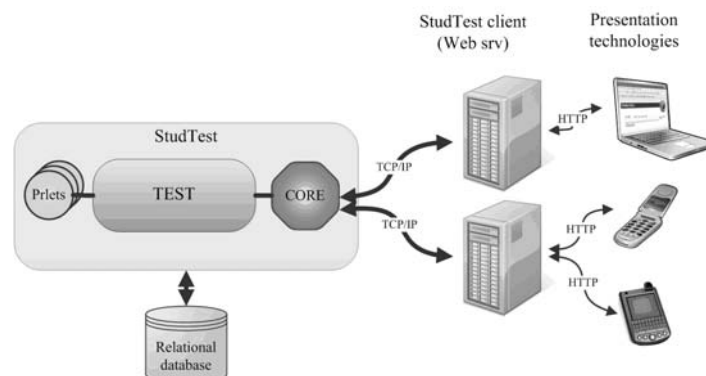 StudTest client
(Web srv)
Presentation
technologies
StudTest
Prlets
TEST
CORE
TCP/IP
TCP/IP
HTTP
HTTP
HTTP
Relational
database